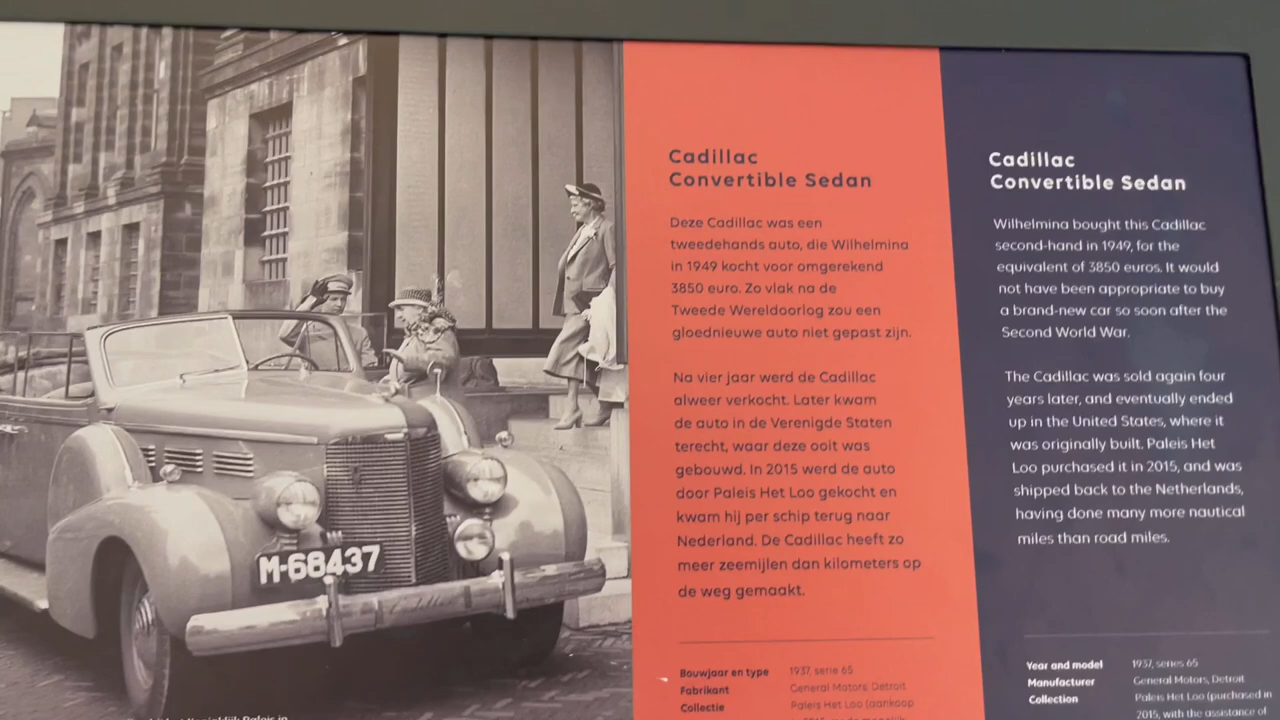 M-68437
Cadillac
Convertible Sedan
Deze Cadillac was een
tweedehands auto, die Wilhelmina
in 1949 kocht voor omgerekend
3850 euro. Zo vlak na de
Tweede Wereldoorlog zou een
gloednieuwe auto niet gepast zijn.
Na vier jaar werd de Cadillac
alweer verkocht. Later kwam
de auto in de Verenigde Staten
terecht, waar deze ooit was
gebouwd. In 2015 werd de auto
door Paleis Het Loo gekocht en
kwam hij per schip terug naar
Nederland. De Cadillac heeft zo
meer zeemijlen dan kilometers op
de weg gemaakt.
Bouwjaar en type 1937, serie 65
Fabrikant General Motors, Detroit
Collectie Paleis Het Loo (aankoop
Cadillac
Convertible Sedan
Wilhelmina bought this Cadillac
second-hand in 1949, for the
equivalent of 3850 euros. It would
not have been appropriate to buy
a brand-new car so soon after the
Second World War.
The Cadillac was sold again four
years later, and eventually ended
up in the United States, where it
was originally built. Paleis Het
Loo purchased it in 2015, and was
shipped back to the Netherlands,
having done many more nautical
miles than road miles.
Year and model 1937, series 65
Manufacturer General Motors, Detroit
Collection Paleis Het Loo (purchased in
2015, with the assistance of